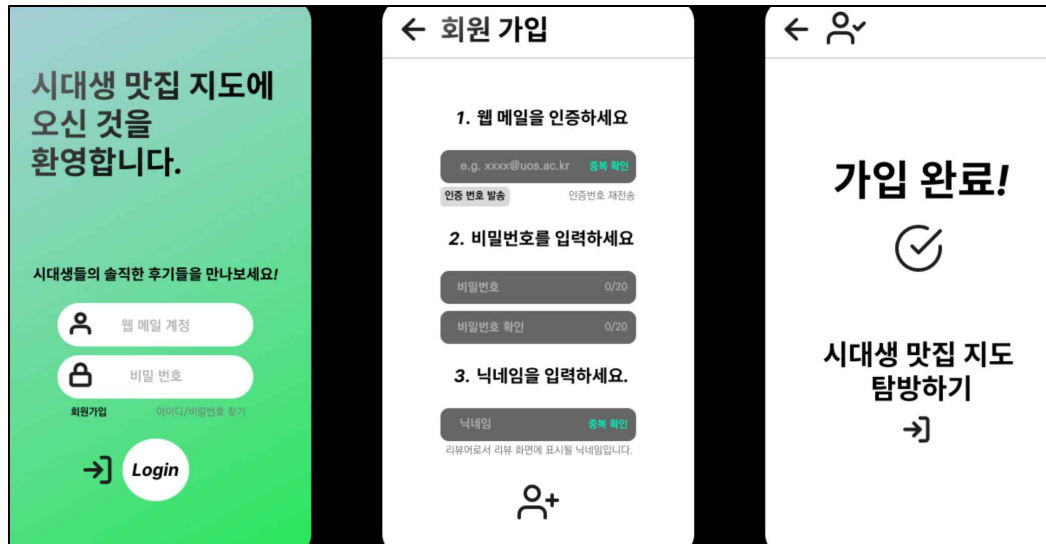 시대생 맛집 지도에
오신 것을
환영합니다.
시대생들의 솔직한 후기들을 만나보세요!
웹 메일 계정
비밀 번호
회원가입 아이디/비밀번호 찾기
Login
회원 가입
1. 웹 메일을 인증하세요
e.g. xxxx@uos.ac.kr 중복 확인
인증 번호 발송 인증번호 재전송
2. 비밀번호를 입력하세요
비밀번호 0/20
비밀번호 확인 0/20
3. 닉네임을 입력하세요.
닉네임 중복 확인
리뷰어로서 리뷰 화면에 표시될 닉네임입니다.
가입 완료!
시대생 맛집 지도
탐방하기